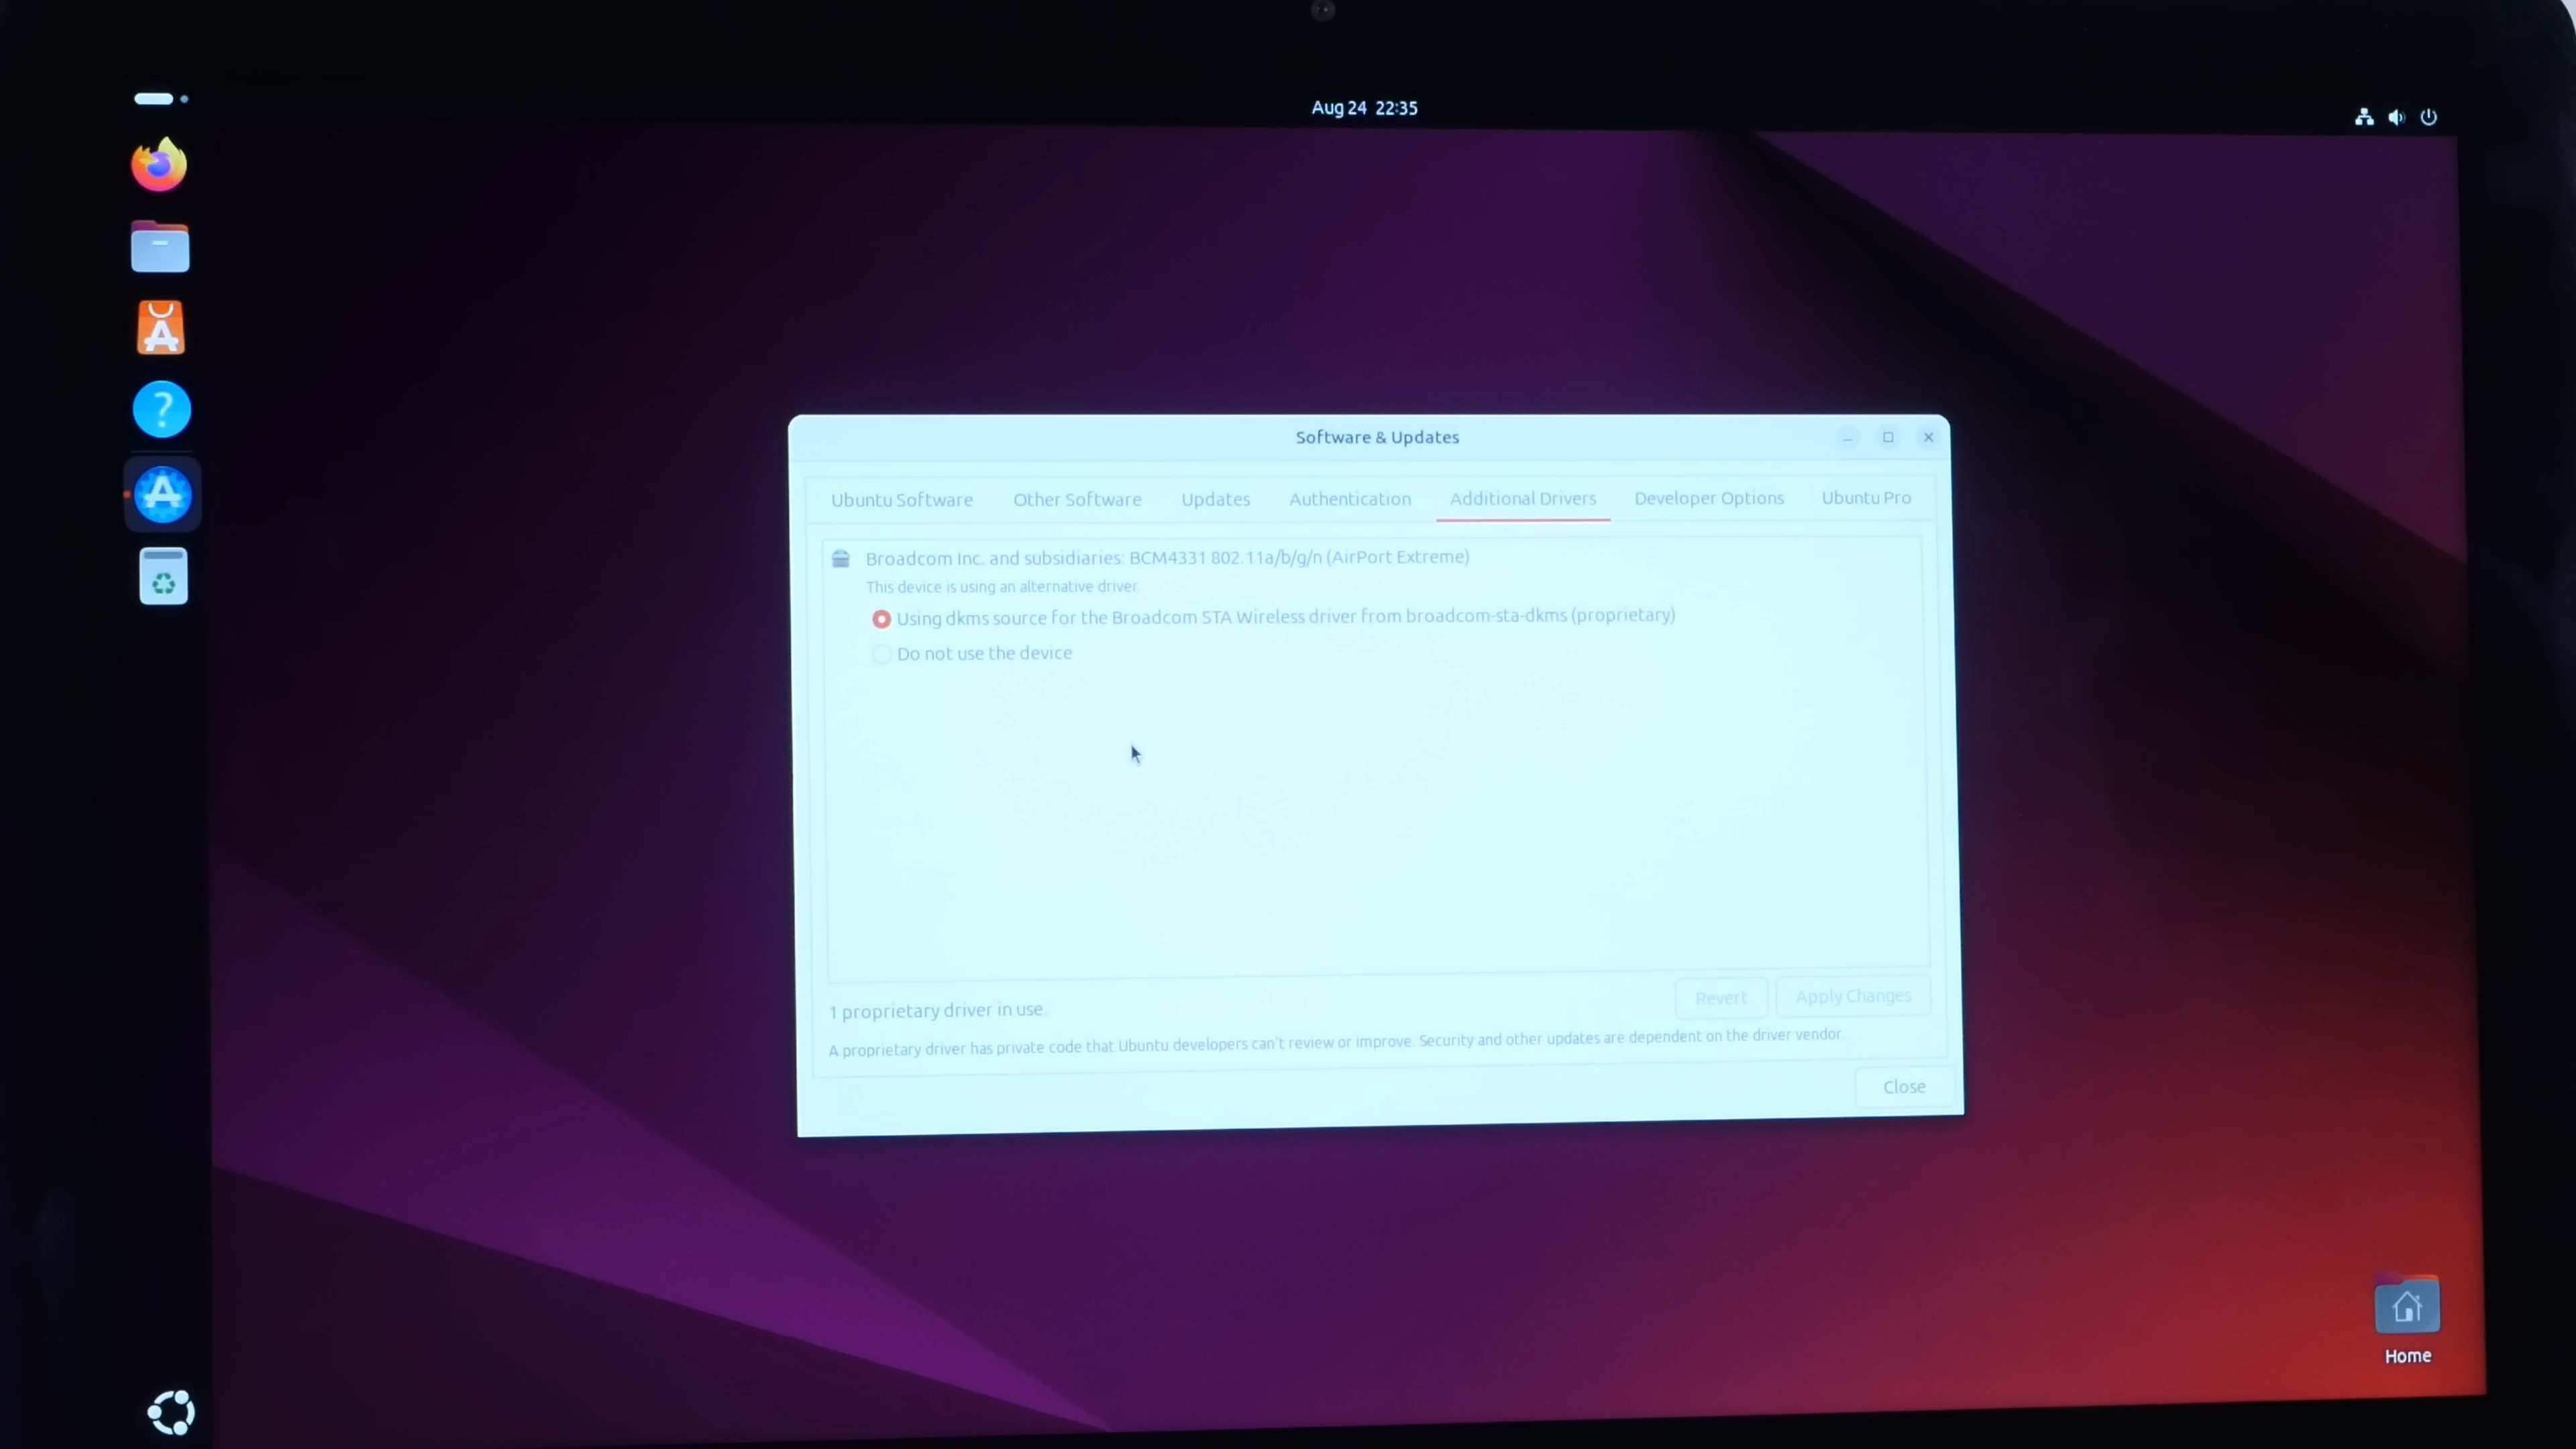 Aug 24 22:35
Software & Updates
Ubuntu Software Other Software Updates Authentication Additional Drivers Developer Options Ubuntu Pro
Broadcom Inc. and subsidiaries: BCM4331 802.11a/b/g/n (AirPort Extreme)
This device is using an alternative driver.
Using dkms source for the Broadcom STA Wireless driver from broadcom-sta-dkms (proprietary)
Do not use the device
1 proprietary driver in use.
Revert Apply Changes
A proprietary driver has private code that Ubuntu developers can't review or improve. Security and other updates are dependent on the driver vendor.
Close
Home